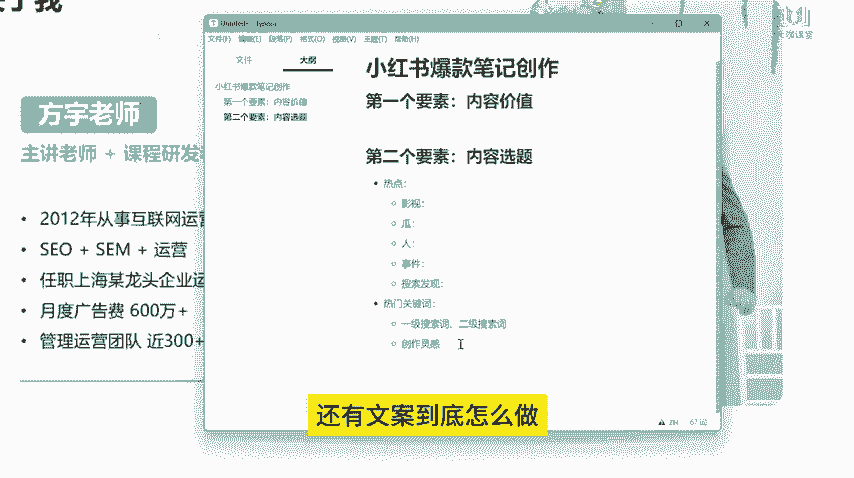 方宇老师
主讲老师 + 课程研发
• 2012年从事互联网运营
• SEO + SEM + 运营
• 任职上海某龙头企业运
• 月度广告费 600万+
• 管理运营团队 近300+
文件(F) 编辑(E) 段落(P) 格式(O) 视图(V) 主题(T) 帮助(H)
文件 大纲
小红书爆款笔记创作
第一个要素：内容价值
第二个要素：内容选题
小红书爆款笔记创作
第一个要素：内容价值
第二个要素：内容选题
• 热点：
◦ 影视：
◦ 瓜：
◦ 人：
◦ 事件：
◦ 搜索发现：
• 热门关键词：
◦ 一级搜索词、二级搜索词
◦ 创作灵感
还有文案到底怎么做